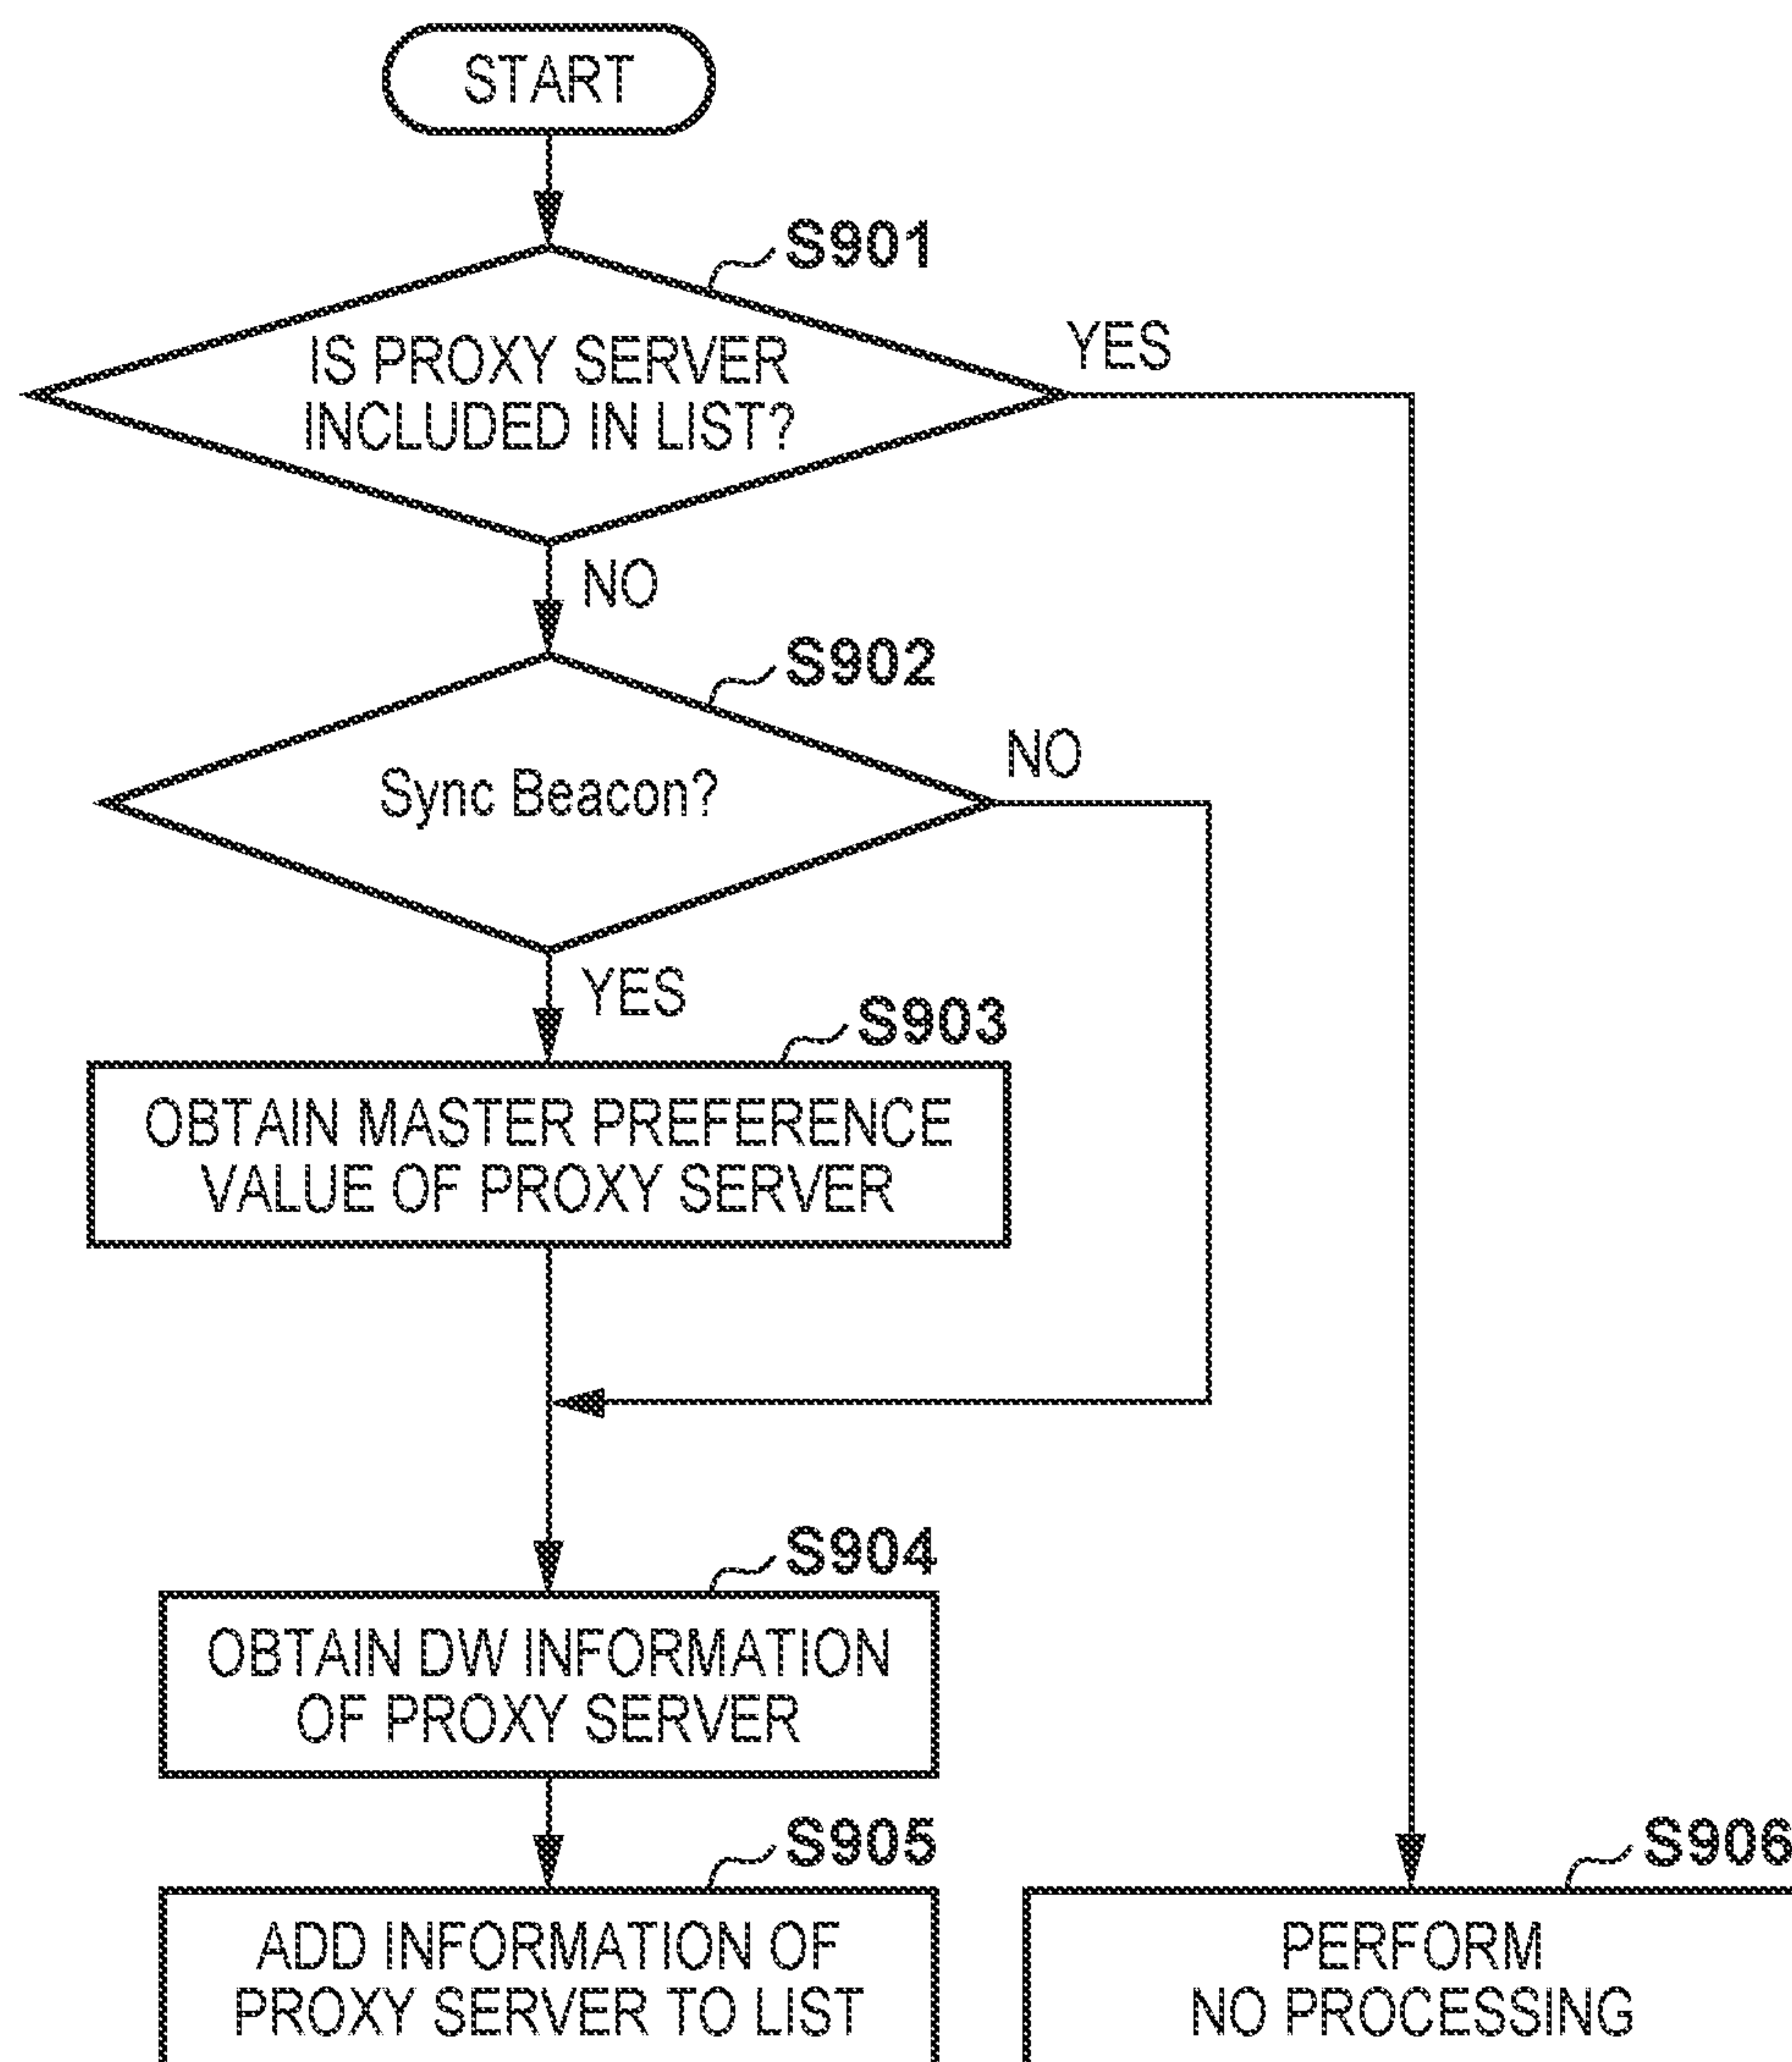 START
S901
IS PROXY SERVER
INCLUDED IN LIST?
YES
NO
S902
Sync Beacon?
NO
YES
S903
OBTAIN MASTER PREFERENCE
VALUE OF PROXY SERVER
S904
OBTAIN DW INFORMATION
OF PROXY SERVER
S905
ADD INFORMATION OF
PROXY SERVER TO LIST
S906
PERFORM
NO PROCESSING